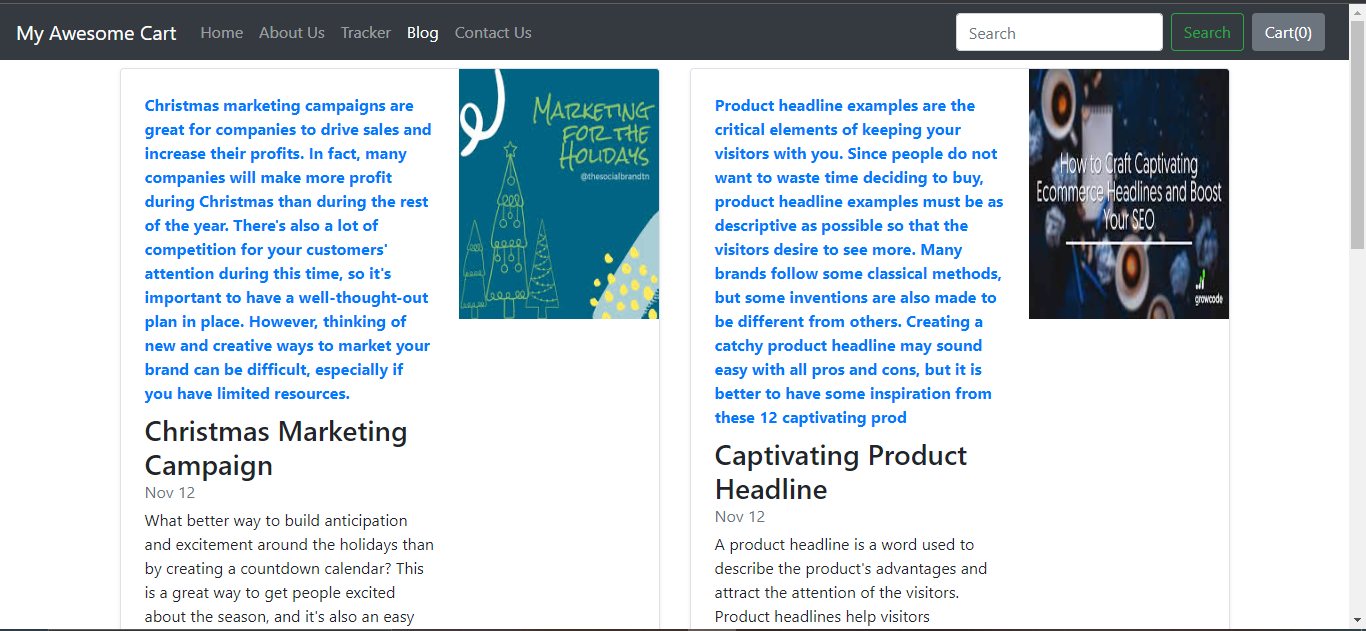 My Awesome Cart Home About Us Tracker Blog Contact Us Search Search Cart(0)
Christmas marketing campaigns are
great for companies to drive sales and
increase their profits. In fact, many
companies will make more profit
during Christmas than during the rest
of the year. There's also a lot of
competition for your customers'
attention during this time, so it's
important to have a well-thought-out
plan in place. However, thinking of
new and creative ways to market your
brand can be difficult, especially if
you have limited resources.
Christmas Marketing
Campaign
Nov 12
What better way to build anticipation
and excitement around the holidays than
by creating a countdown calendar? This
is a great way to get people excited
about the season, and it's also an easy
MARKETING
FOR THE
HOLIDAYS
@thesocialbrandtn
Product headline examples are the
critical elements of keeping your
visitors with you. Since people do not
want to waste time deciding to buy,
product headline examples must be as
descriptive as possible so that the
visitors desire to see more. Many
brands follow some classical methods,
but some inventions are also made to
be different from others. Creating a
catchy product headline may sound
easy with all pros and cons, but it is
better to have some inspiration from
these 12 captivating prod
Captivating Product
Headline
Nov 12
A product headline is a word used to
describe the product's advantages and
attract the attention of the visitors.
Product headlines help visitors
How to Craft Captivating
Ecommerce Headlines and Boost
Your SEO
growcode